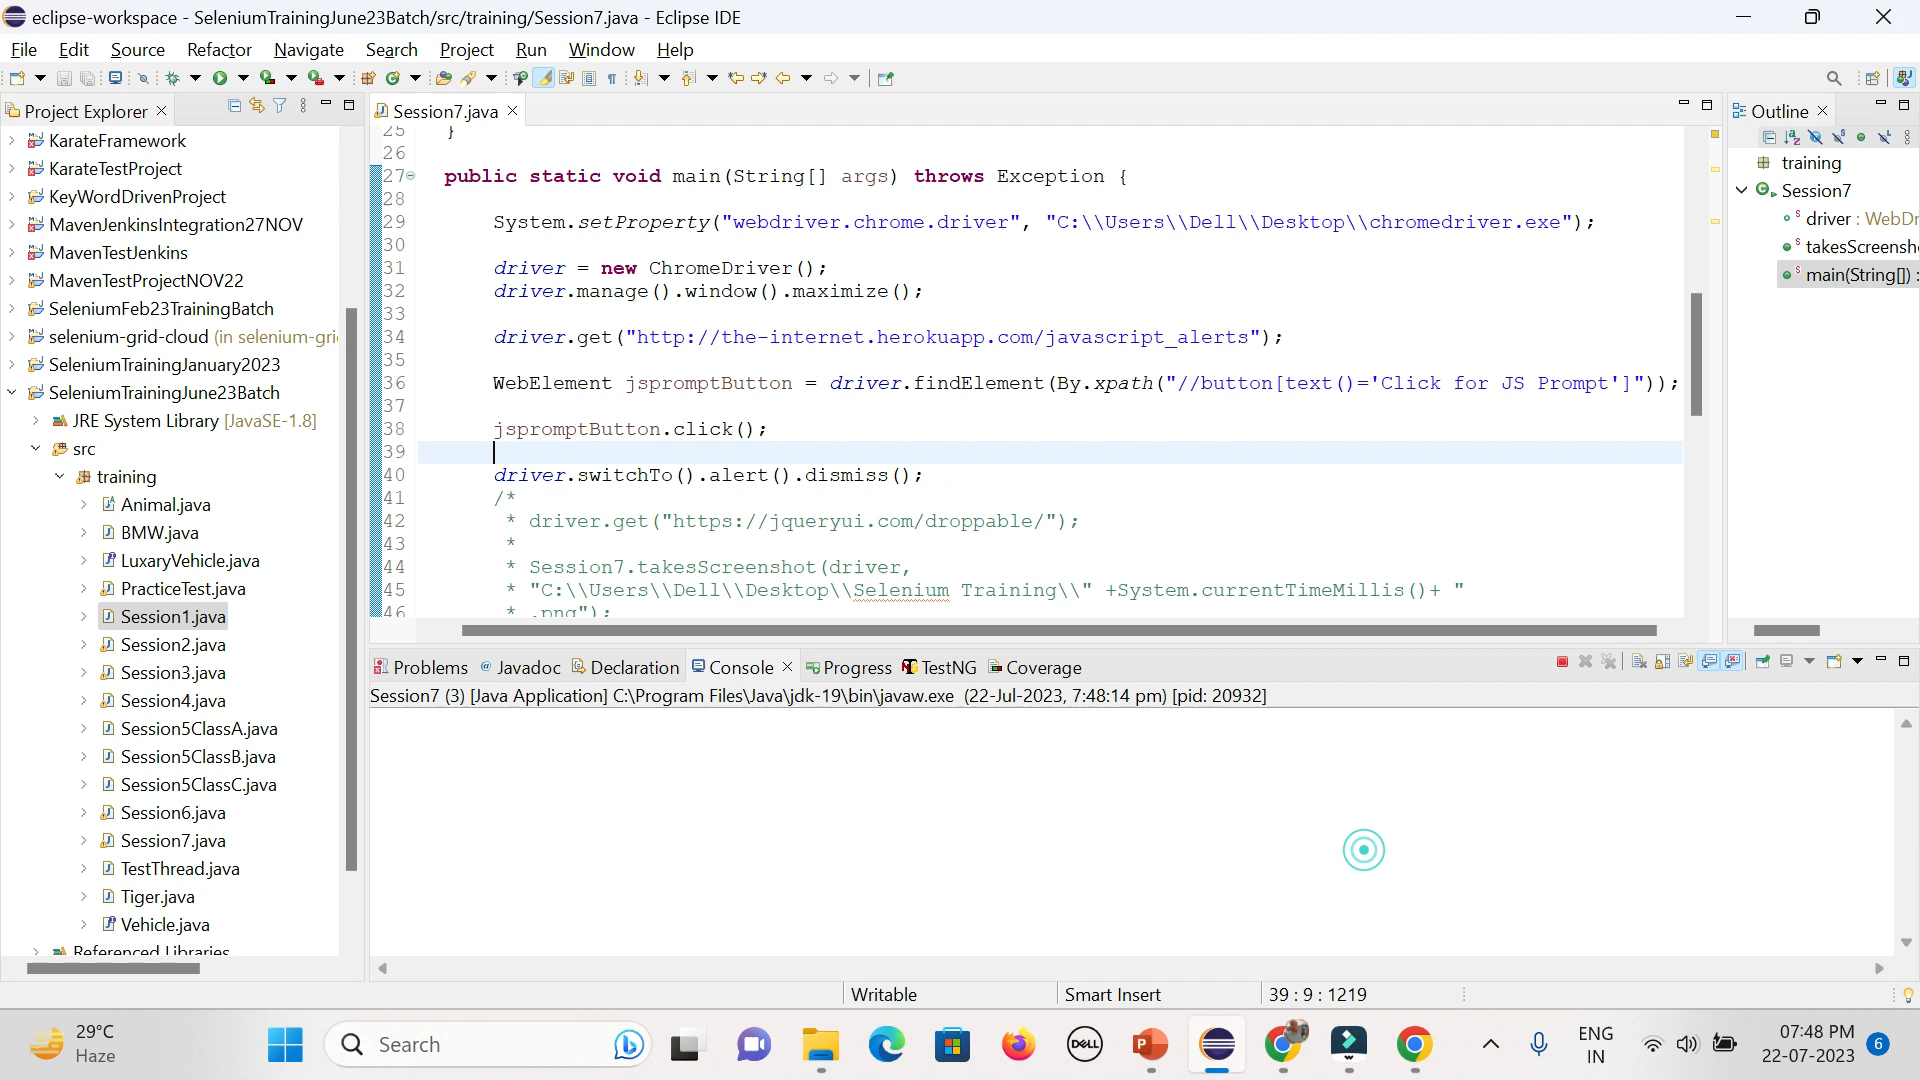 eclipse-workspace - SeleniumTrainingJune23Batch/src/training/Session7.java - Eclipse IDE
File Edit Source Refactor Navigate Search Project Run Window Help
Project Explorer
KarateFramework
KarateTestProject
KeyWordDrivenProject
MavenJenkinsIntegration27NOV
MavenTestJenkins
MavenTestProjectNOV22
SeleniumFeb23TrainingBatch
selenium-grid-cloud (in selenium-gri
SeleniumTrainingJanuary2023
SeleniumTrainingJune23Batch
JRE System Library [JavaSE-1.8]
src
training
Animal.java
BMW.java
LuxaryVehicle.java
PracticeTest.java
Session1.java
Session2.java
Session3.java
Session4.java
Session5ClassA.java
Session5ClassB.java
Session5ClassC.java
Session6.java
Session7.java
TestThread.java
Tiger.java
Vehicle.java
Referenced Libraries
Session7.java
25 }
26
27 public static void main(String[] args) throws Exception {
28
29 System.setProperty("webdriver.chrome.driver", "C:\\Users\\Dell\\Desktop\\chromedriver.exe");
30
31 driver = new ChromeDriver();
32 driver.manage().window().maximize();
33
34 driver.get("http://the-internet.herokuapp.com/javascript_alerts");
35
36 WebElement jspromptButton = driver.findElement(By.xpath("//button[text()='Click for JS Prompt']"));
37
38 jspromptButton.click();
39
40 driver.switchTo().alert().dismiss();
41 /*
42 * driver.get("https://jqueryui.com/droppable/");
43 *
44 * Session7.takesScreenshot(driver,
45 * "C:\\Users\\Dell\\Desktop\\Selenium Training\\" +System.currentTimeMillis()+ "
46 * .png");
Outline
training
Session7
driver : WebDr
takesScreensh
main(String[]) :
Problems Javadoc Declaration Console Progress TestNG Coverage
Session7 (3) [Java Application] C:\Program Files\Java\jdk-19\bin\javaw.exe (22-Jul-2023, 7:48:14 pm) [pid: 20932]
Writable Smart Insert 39 : 9 : 1219
29°C
Haze
Search
DELL
ENG
IN
07:48 PM
22-07-2023
6